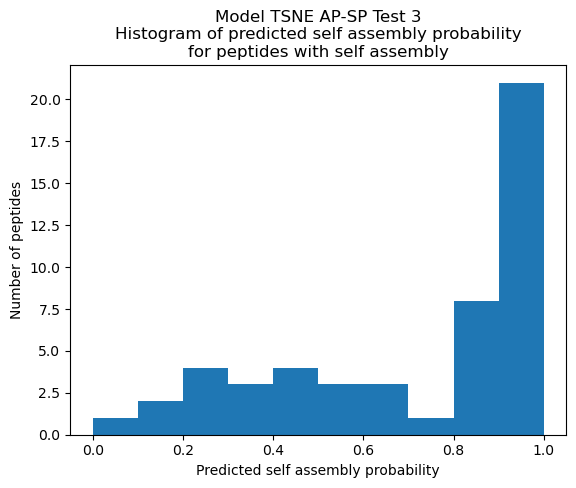 Model TSNE AP-SP Test 3
Histogram of predicted self assembly probability
for peptides with self assembly
20.0
17.5
15.0
12.5
10.0
7.5
5.0
2.5
0.0
Number of peptides
0.0 0.2 0.4 0.6 0.8 1.0
Predicted self assembly probability